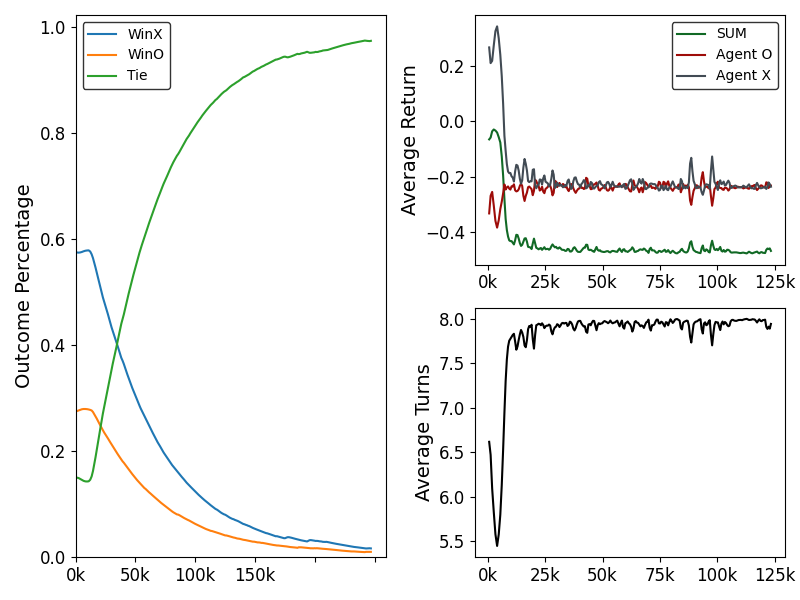 Outcome Percentage
1.0
0.8
0.6
0.4
0.2
0.0
0k
50k
100k
150k
WinX
WinO
Tie
Average Return
0.2
0.0
−0.2
−0.4
0k
25k
50k
75k
100k
125k
SUM
Agent O
Agent X
Average Turns
8.0
7.5
7.0
6.5
6.0
5.5
0k
25k
50k
75k
100k
125k